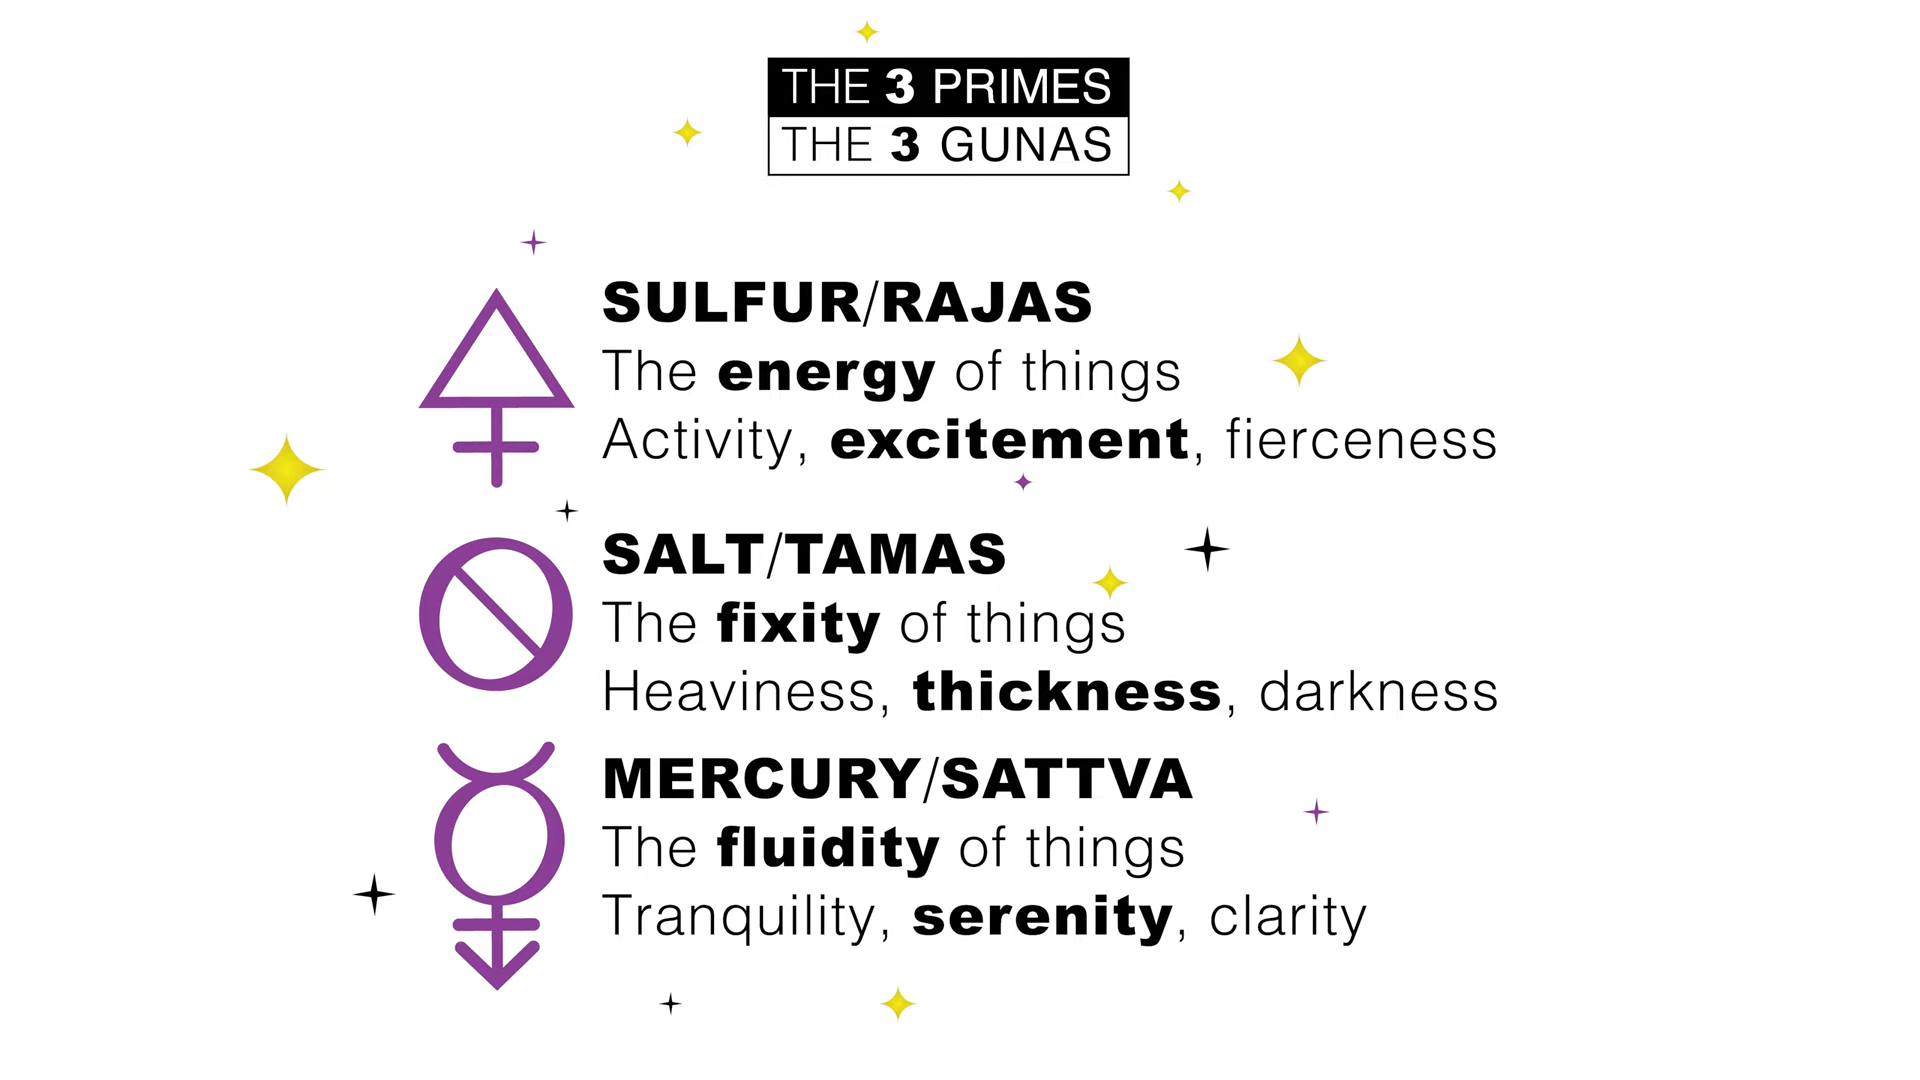 THE 3 PRIMES
THE 3 GUNAS
SULFUR/RAJAS
The energy of things
Activity, excitement, fierceness
SALT/TAMAS
The fixity of things
Heaviness, thickness, darkness
MERCURY/SATTVA
The fluidity of things
Tranquility, serenity, clarity